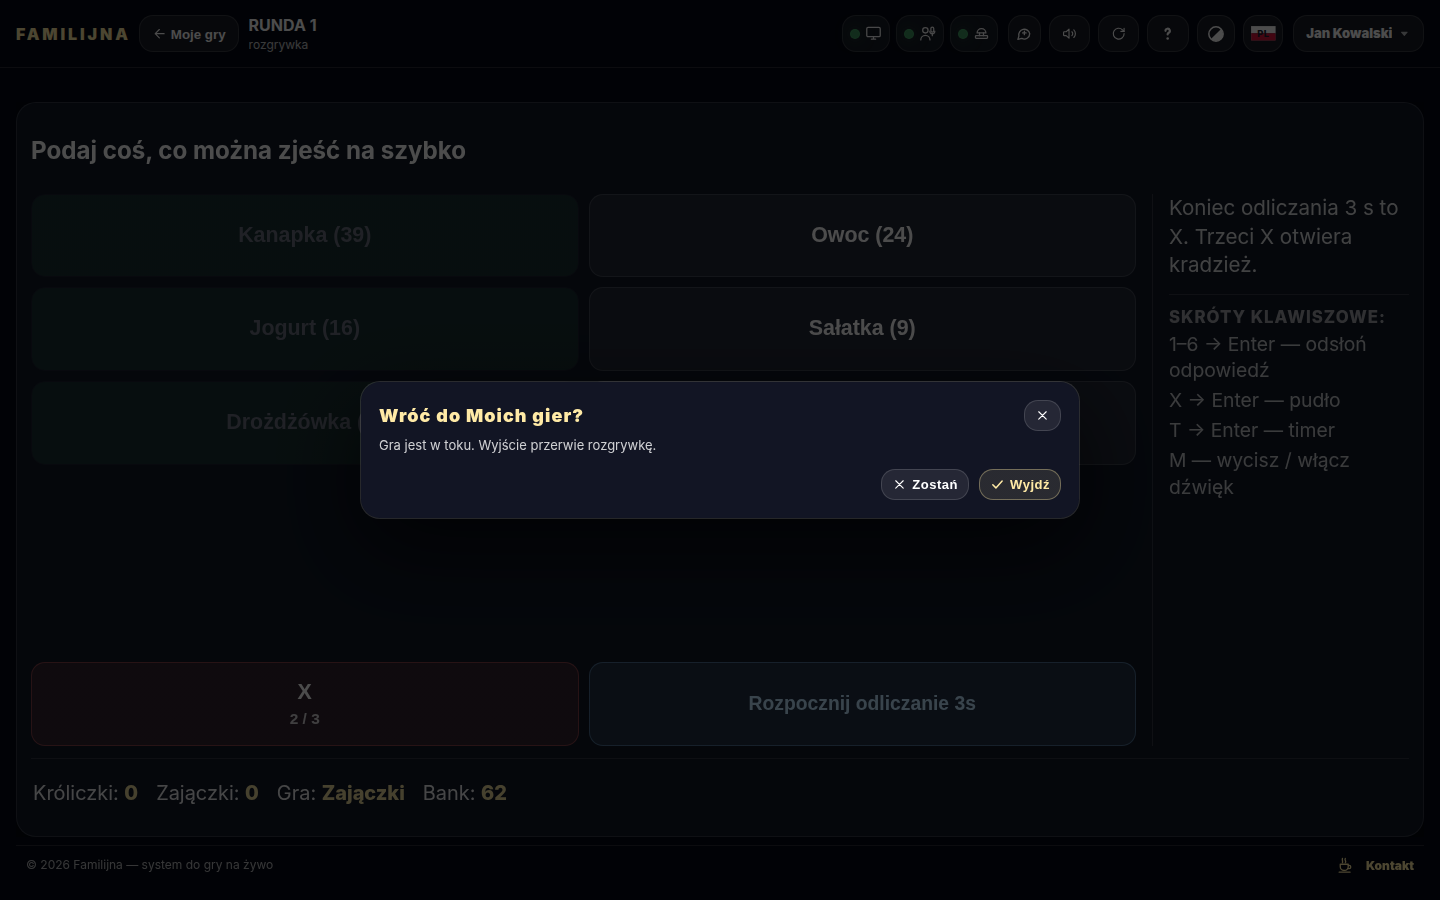 FAMILIJNA
Moje gry
RUNDA 1
rozgrywka
?
PL
Jan Kowalski
Podaj coś, co można zjeść na szybko
Kanapka (39)
Owoc (24)
Jogurt (16)
Sałatka (9)
Drożdżówka (
Koniec odliczania 3 s to
X. Trzeci X otwiera
kradzież.
SKRÓTY KLAWISZOWE:
1–6 → Enter — odsłoń
odpowiedź
X → Enter — pudło
T → Enter — timer
M — wycisz / włącz
dźwięk
Wróć do Moich gier?
Gra jest w toku. Wyjście przerwie rozgrywkę.
Zostań
Wyjdź
X
2 / 3
Rozpocznij odliczanie 3s
Króliczki: 0 Zajączki: 0 Gra: Zajączki Bank: 62
© 2026 Familijna — system do gry na żywo
Kontakt